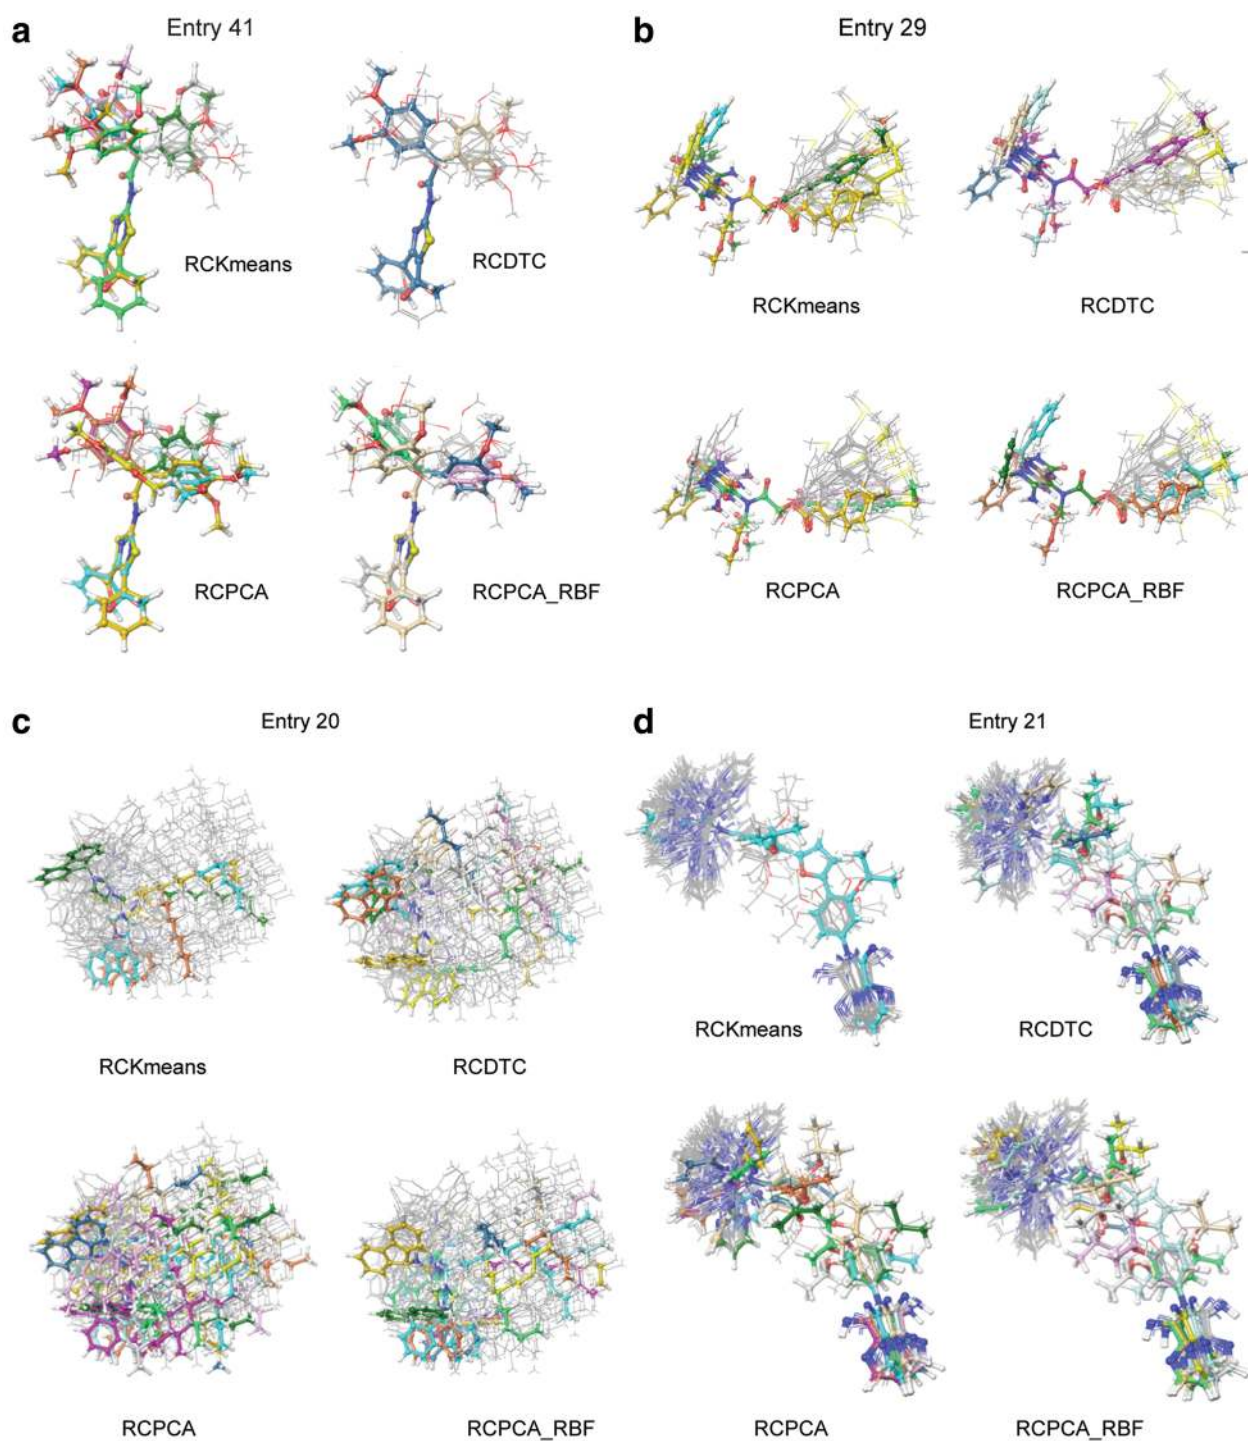 a
Entry 41
RCKmeans
RCDTC
RCPCA
RCPCA_RBF
b
Entry 29
RCKmeans
RCDTC
RCPCA
RCPCA_RBF
c
Entry 20
RCKmeans
RCDTC
RCPCA
RCPCA_RBF
d
Entry 21
RCKmeans
RCDTC
RCPCA
RCPCA_RBF